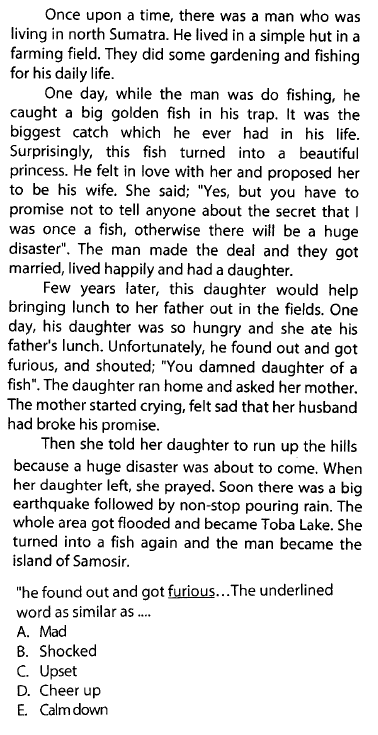 Once upon a time, there was a man who was
living in north Sumatra. He lived in a simple hut in a
farming field. They did some gardening and fishing
for his daily life.
One day, while the man was do fishing, he
caught a big golden fish in his trap. It was the
biggest catch which he ever had in his life.
Surprisingly, this fish turned into a beautiful
princess. He felt in love with her and proposed her
to be his wife. She said; "Yes, but you have to
promise not to tell anyone about the secret that I
was once a fish, otherwise there will be a huge
disaster". The man made the deal and they got
married, lived happily and had a daughter.
Few years later, this daughter would help
bringing lunch to her father out in the fields. One
day, his daughter was so hungry and she ate his
father's lunch. Unfortunately, he found out and got
furious, and shouted; "You damned daughter of a
fish". The daughter ran home and asked her mother.
The mother started crying, felt sad that her husband
had broke his promise.
Then she told her daughter to run up the hills
because a huge disaster was about to come. When
her daughter left, she prayed. Soon there was a big
earthquake followed by non-stop pouring rain. The
whole area got flooded and became Toba Lake. She
turned into a fish again and the man became the
island of Samosir.
"he found out and got furious...The underlined
word as similar as ....
A. Mad
B. Shocked
C. Upset
D. Cheer up
E. Calm down